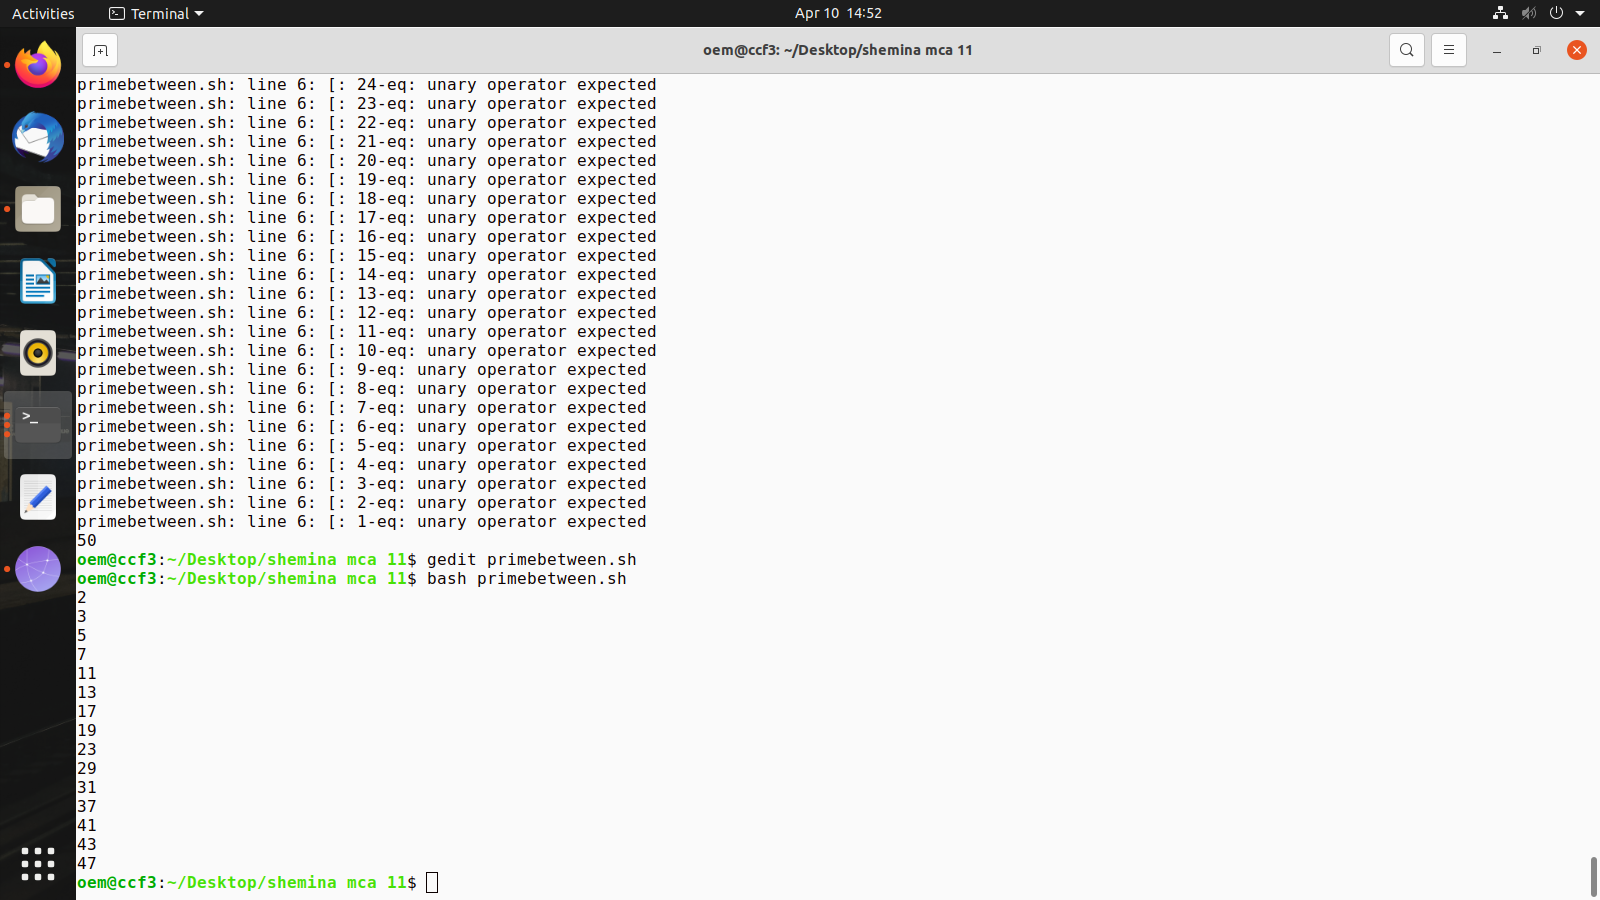 Activities
Terminal
Apr 10 14:52
oem@ccf3: ~/Desktop/shemina mca 11
primebetween.sh: line 6: [: 24-eq: unary operator expected
primebetween.sh: line 6: [: 23-eq: unary operator expected
primebetween.sh: line 6: [: 22-eq: unary operator expected
primebetween.sh: line 6: [: 21-eq: unary operator expected
primebetween.sh: line 6: [: 20-eq: unary operator expected
primebetween.sh: line 6: [: 19-eq: unary operator expected
primebetween.sh: line 6: [: 18-eq: unary operator expected
primebetween.sh: line 6: [: 17-eq: unary operator expected
primebetween.sh: line 6: [: 16-eq: unary operator expected
primebetween.sh: line 6: [: 15-eq: unary operator expected
primebetween.sh: line 6: [: 14-eq: unary operator expected
primebetween.sh: line 6: [: 13-eq: unary operator expected
primebetween.sh: line 6: [: 12-eq: unary operator expected
primebetween.sh: line 6: [: 11-eq: unary operator expected
primebetween.sh: line 6: [: 10-eq: unary operator expected
primebetween.sh: line 6: [: 9-eq: unary operator expected
primebetween.sh: line 6: [: 8-eq: unary operator expected
primebetween.sh: line 6: [: 7-eq: unary operator expected
primebetween.sh: line 6: [: 6-eq: unary operator expected
primebetween.sh: line 6: [: 5-eq: unary operator expected
primebetween.sh: line 6: [: 4-eq: unary operator expected
primebetween.sh: line 6: [: 3-eq: unary operator expected
primebetween.sh: line 6: [: 2-eq: unary operator expected
primebetween.sh: line 6: [: 1-eq: unary operator expected
50
oem@ccf3:~/Desktop/shemina mca 11$ gedit primebetween.sh
oem@ccf3:~/Desktop/shemina mca 11$ bash primebetween.sh
2
3
5
7
11
13
17
19
23
29
31
37
41
43
47
oem@ccf3:~/Desktop/shemina mca 11$